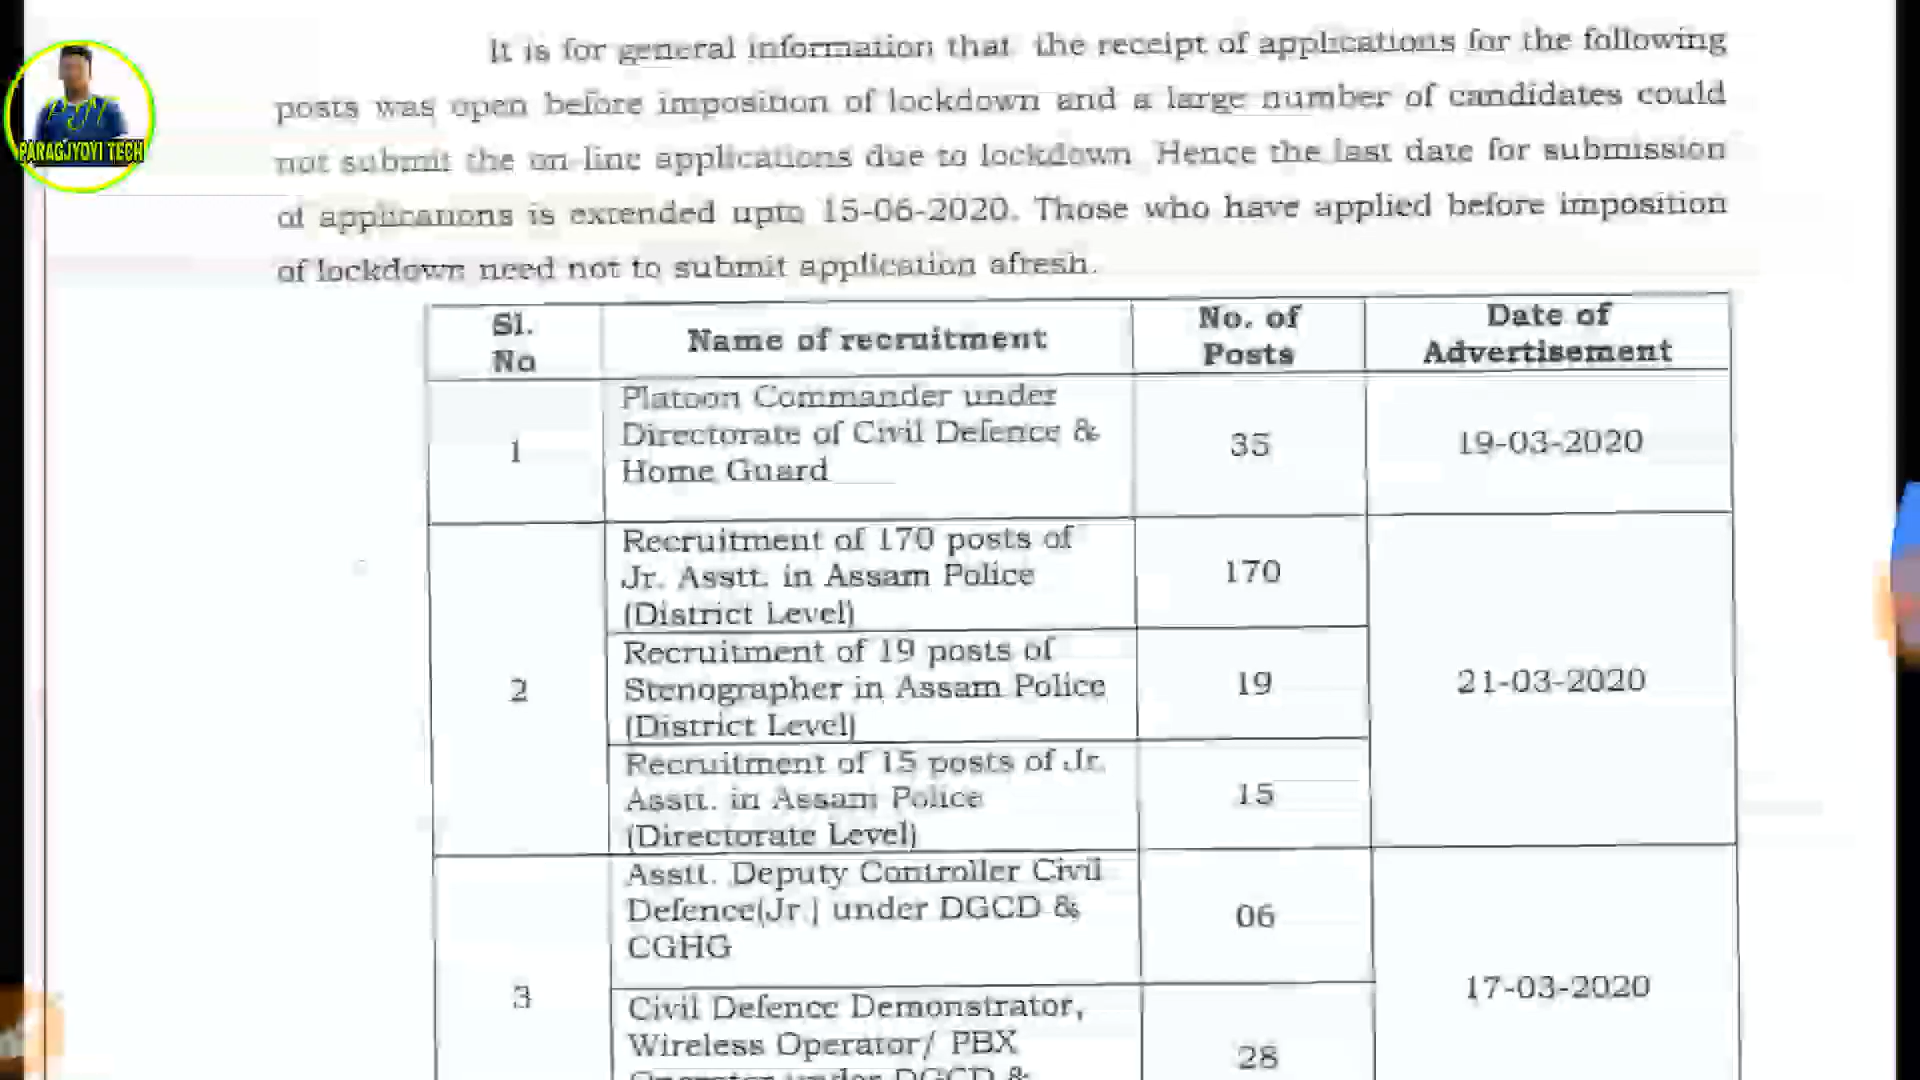 It is for general information that the receipt of applications for the following
posts was open before imposition of lockdown and a large number of candidates could
not submit the on-line applications due to lockdown. Hence the last date for submission
of applications is extended upto 15-06-2020. Those who have applied before imposition
of lockdown need not to submit application afresh.
PARAGJYOYI TECH
Sl. No
Name of recruitment
No. of Posts
Date of Advertisement
1
Platoon Commander under
Directorate of Civil Defence &
Home Guard
35
19-03-2020
2
Recruitment of 170 posts of
Jr. Asstt. in Assam Police
(District Level)
170
Recruitment of 19 posts of
Stenographer in Assam Police
(District Level)
19
21-03-2020
Recruitment of 15 posts of Jr.
Asstt. in Assam Police
(Directorate Level)
15
3
Asstt. Deputy Controller Civil
Defence(Jr.) under DGCD &
CGHG
06
17-03-2020
Civil Defence Demonstrator,
Wireless Operator/ PBX
Operator under DGCD &
28